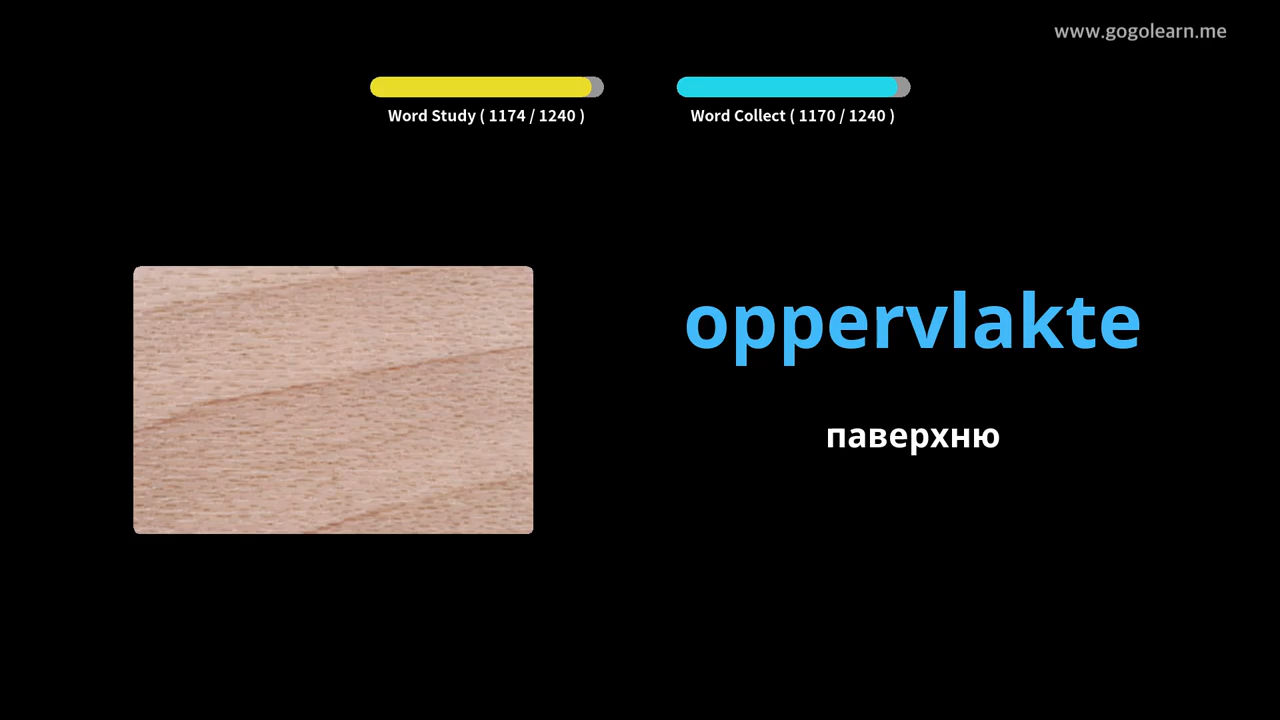 www.gogolearn.me
Word Study ( 1174 / 1240 )
Word Collect ( 1170 / 1240 )
oppervlakte
паверхню